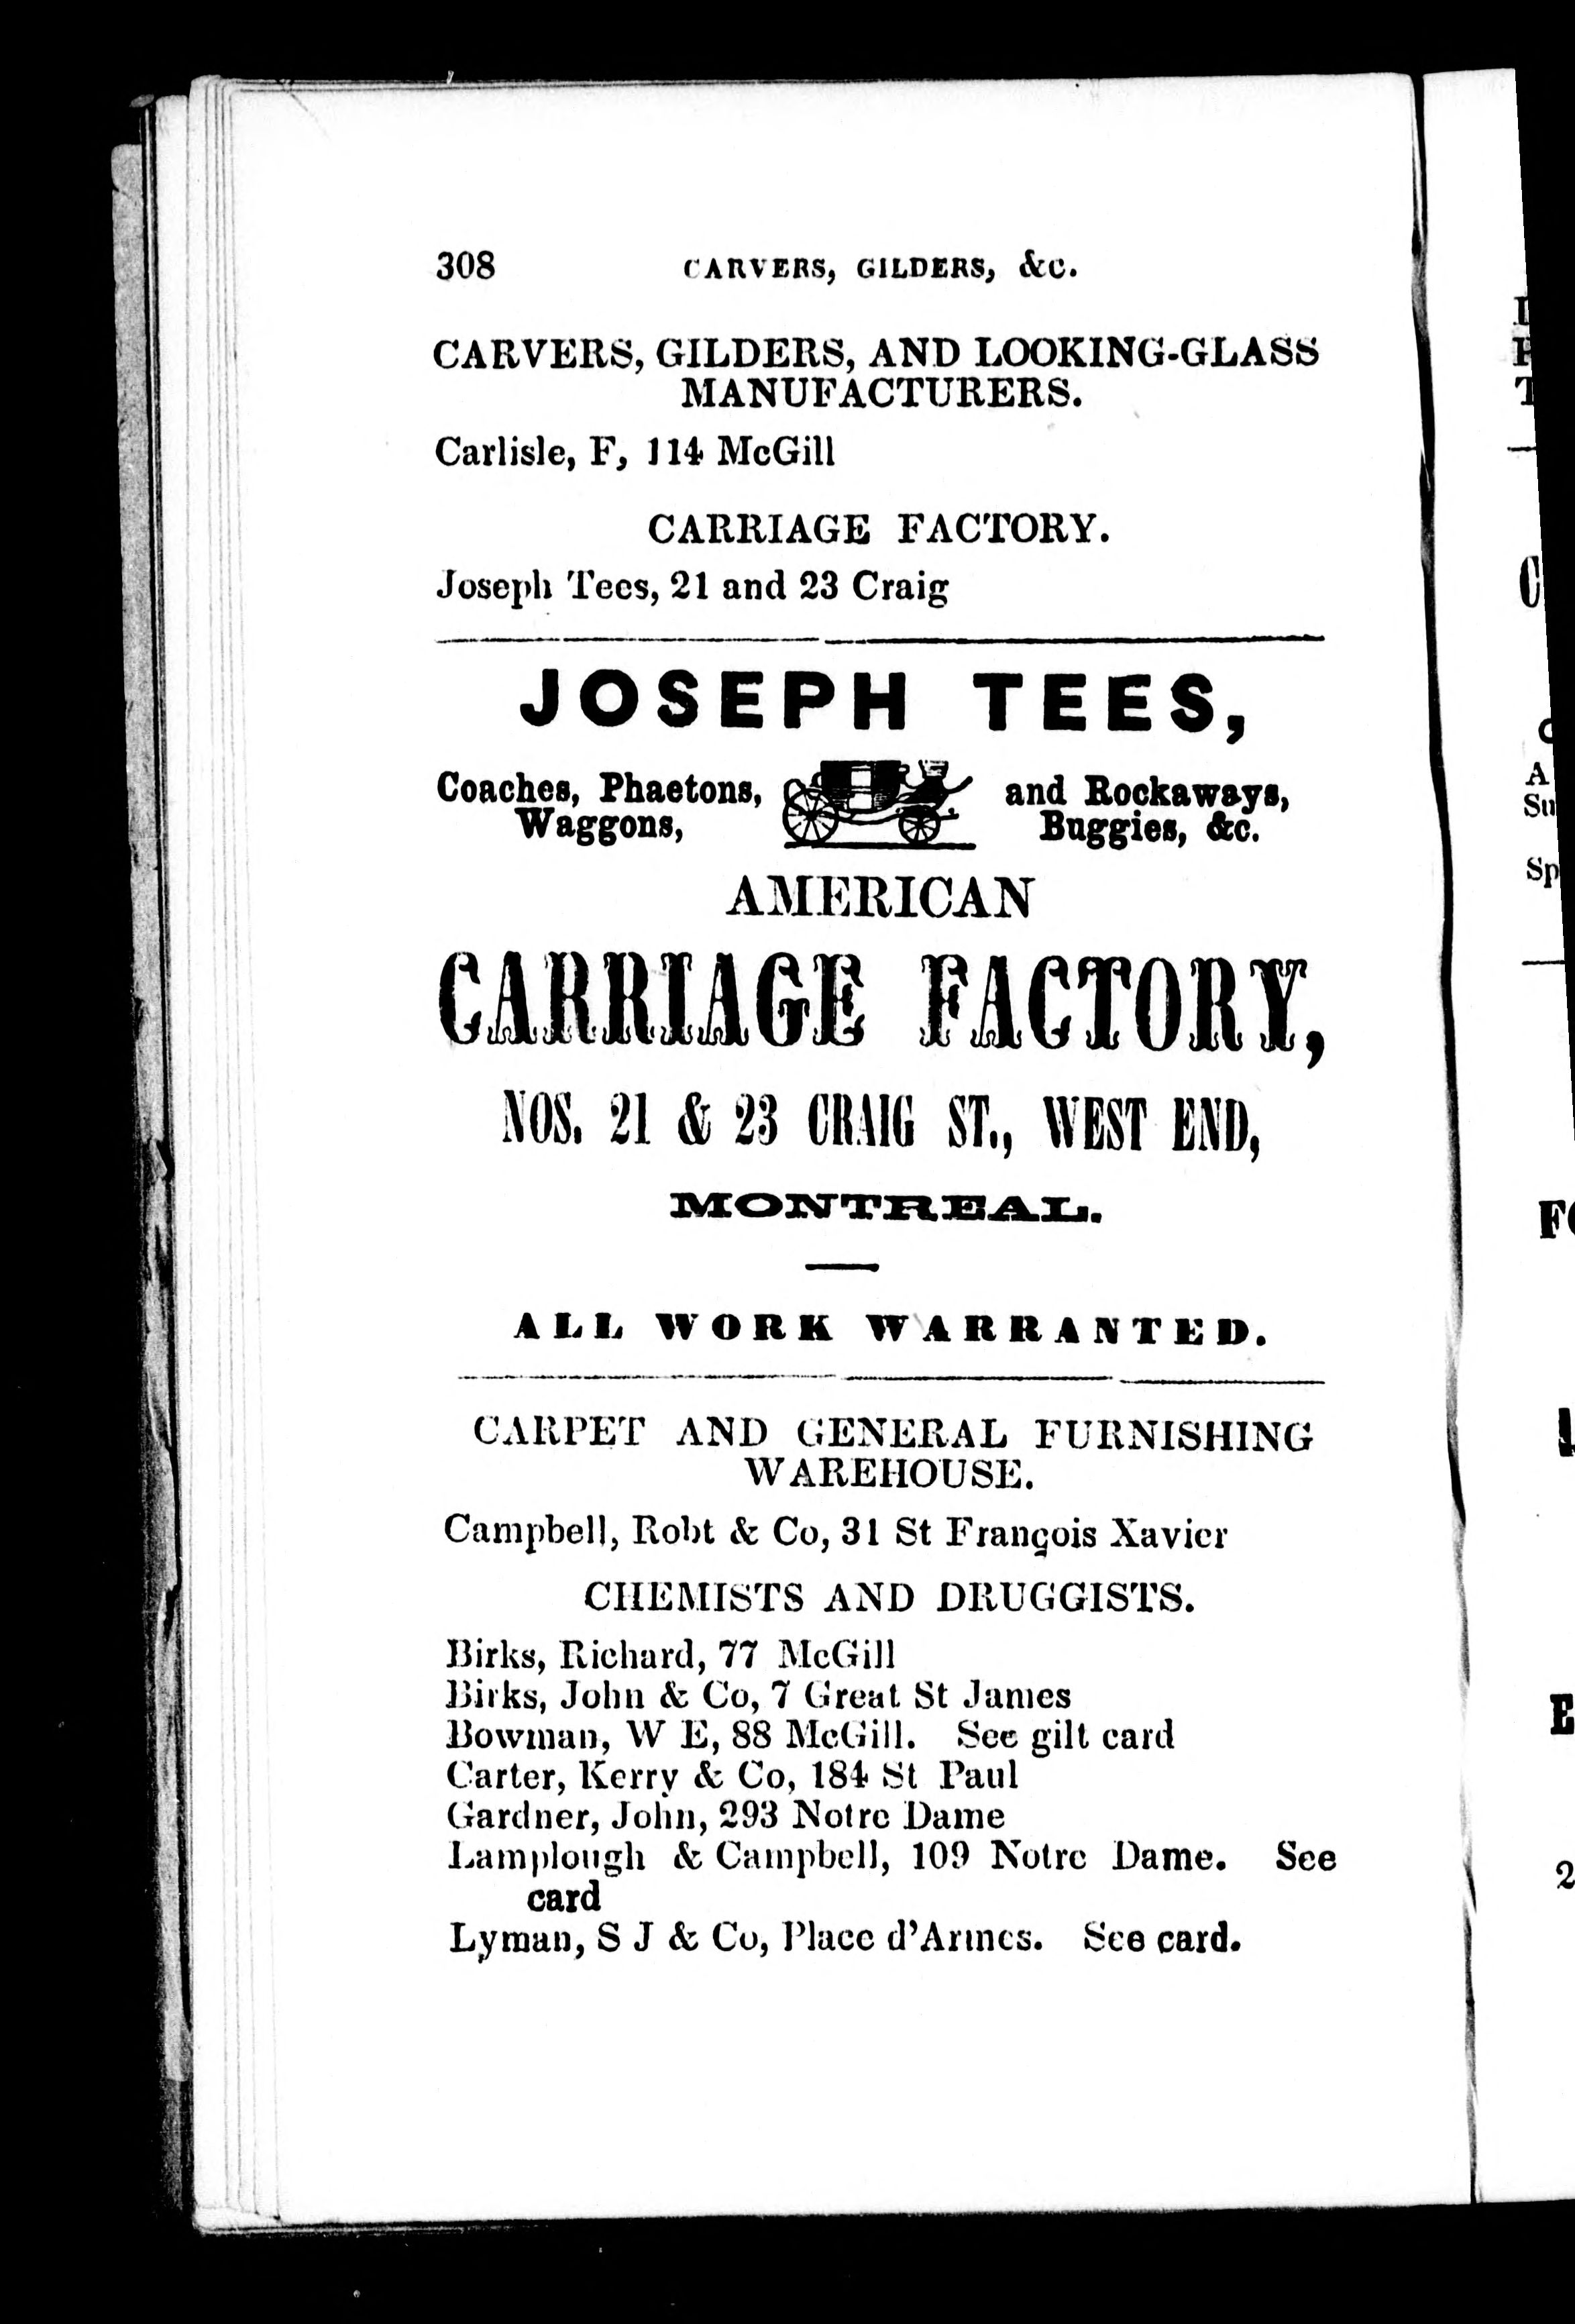 308 CARVERS, GILDERS, &C.
CARVERS, GILDERS, AND LOOKING-GLASS
MANUFACTURERS.
Carlisle, F, 114 McGill
CARRIAGE FACTORY.
Joseph Tees, 21 and 23 Craig
JOSEPH TEES,
Coaches, Phaetons, and Rockaways,
Waggons, Buggies, &c.
AMERICAN
CARRIAGE FACTORY,
NOS. 21 & 23 CRAIG ST., WEST END,
MONTREAL.
ALL WORK WARRANTED.
CARPET AND GENERAL FURNISHING
WAREHOUSE.
Campbell, Robt & Co, 31 St François Xavier
CHEMISTS AND DRUGGISTS.
Birks, Richard, 77 McGill
Birks, John & Co, 7 Great St James
Bowman, W E, 88 McGill. See gilt card
Carter, Kerry & Co, 184 St Paul
Gardner, John, 293 Notre Dame
Lamplough & Campbell, 109 Notre Dame. See
card
Lyman, S J & Co, Place d'Armes. See card.